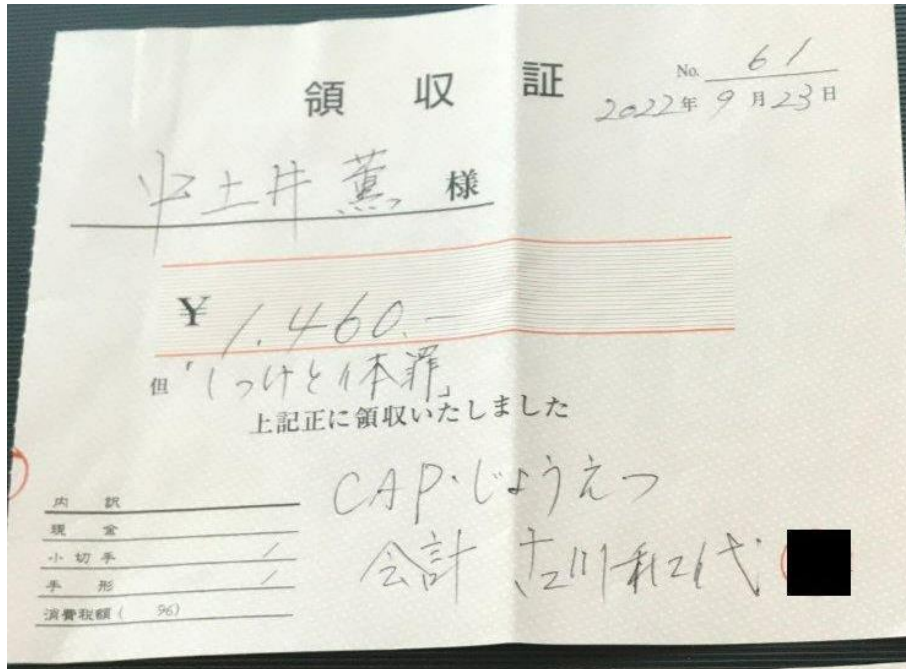 領収証
No. 61
2022年 9月23日
中土井薫 様
¥ 1.460.-
但「しつけと体罪」
上記正に領収いたしました
CAP・じょうえつ
会計 古川和代
内訳
現金
小切手 /
手形 /
消費税額( %)